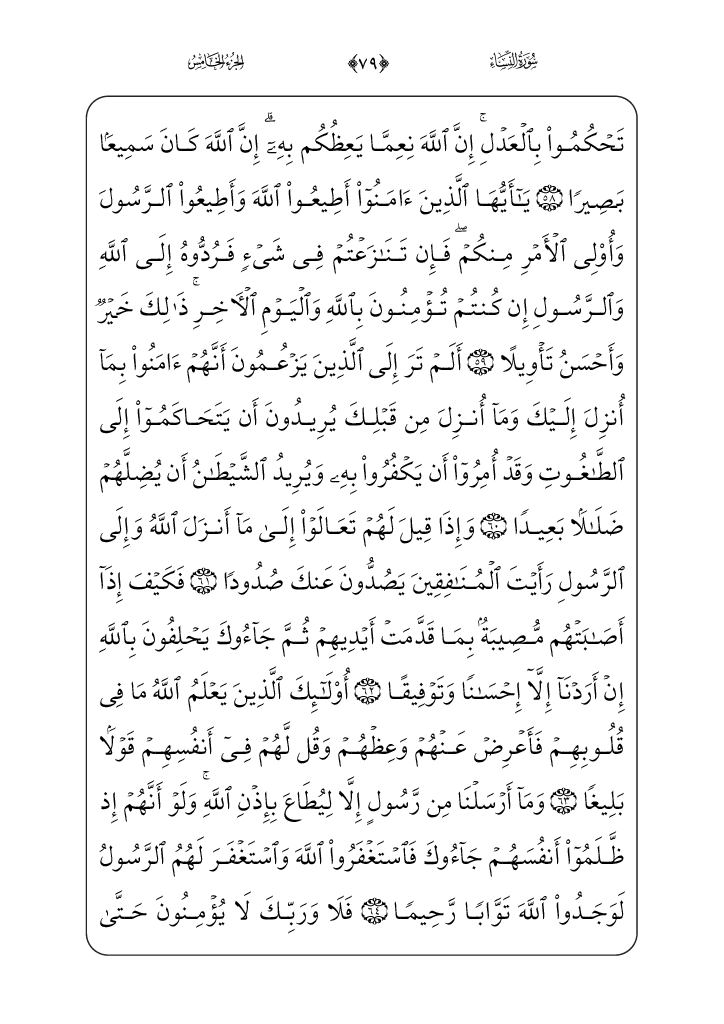 سُورَةُ النِّسَاءِ ﴿٧٩﴾ الجُزءُ الخَامِسُ
تَحۡكُمُواْ بِٱلۡعَدۡلِۚ إِنَّ ٱللَّهَ نِعِمَّا يَعِظُكُم بِهِۦٓۗ إِنَّ ٱللَّهَ كَانَ سَمِيعَۢا
بَصِيرٗا ٥٨ يَٰٓأَيُّهَا ٱلَّذِينَ ءَامَنُوٓاْ أَطِيعُواْ ٱللَّهَ وَأَطِيعُواْ ٱلرَّسُولَ
وَأُوْلِي ٱلۡأَمۡرِ مِنكُمۡۖ فَإِن تَنَٰزَعۡتُمۡ فِي شَيۡءٖ فَرُدُّوهُ إِلَى ٱللَّهِ
وَٱلرَّسُولِ إِن كُنتُمۡ تُؤۡمِنُونَ بِٱللَّهِ وَٱلۡيَوۡمِ ٱلۡأٓخِرِۚ ذَٰلِكَ خَيۡرٞ
وَأَحۡسَنُ تَأۡوِيلًا ٥٩ أَلَمۡ تَرَ إِلَى ٱلَّذِينَ يَزۡعُمُونَ أَنَّهُمۡ ءَامَنُواْ بِمَآ
أُنزِلَ إِلَيۡكَ وَمَآ أُنزِلَ مِن قَبۡلِكَ يُرِيدُونَ أَن يَتَحَاكَمُوٓاْ إِلَى
ٱلطَّٰغُوتِ وَقَدۡ أُمِرُوٓاْ أَن يَكۡفُرُواْ بِهِۦ وَيُرِيدُ ٱلشَّيۡطَٰنُ أَن يُضِلَّهُمۡ
ضَلَٰلَۢا بَعِيدٗا ٦٠ وَإِذَا قِيلَ لَهُمۡ تَعَالَوۡاْ إِلَىٰ مَآ أَنزَلَ ٱللَّهُ وَإِلَى
ٱلرَّسُولِ رَأَيۡتَ ٱلۡمُنَٰفِقِينَ يَصُدُّونَ عَنكَ صُدُودٗا ٦١ فَكَيۡفَ إِذَآ
أَصَٰبَتۡهُم مُّصِيبَةُۢ بِمَا قَدَّمَتۡ أَيۡدِيهِمۡ ثُمَّ جَآءُوكَ يَحۡلِفُونَ بِٱللَّهِ
إِنۡ أَرَدۡنَآ إِلَّآ إِحۡسَٰنٗا وَتَوۡفِيقًا ٦٢ أُوْلَٰٓئِكَ ٱلَّذِينَ يَعۡلَمُ ٱللَّهُ مَا فِي
قُلُوبِهِمۡ فَأَعۡرِضۡ عَنۡهُمۡ وَعِظۡهُمۡ وَقُل لَّهُمۡ فِيٓ أَنفُسِهِمۡ قَوۡلَۢا
بَلِيغٗا ٦٣ وَمَآ أَرۡسَلۡنَا مِن رَّسُولٍ إِلَّا لِيُطَاعَ بِإِذۡنِ ٱللَّهِۚ وَلَوۡ أَنَّهُمۡ إِذ
ظَّلَمُوٓاْ أَنفُسَهُمۡ جَآءُوكَ فَٱسۡتَغۡفَرُواْ ٱللَّهَ وَٱسۡتَغۡفَرَ لَهُمُ ٱلرَّسُولُ
لَوَجَدُواْ ٱللَّهَ تَوَّابٗا رَّحِيمٗا ٦٤ فَلَا وَرَبِّكَ لَا يُؤۡمِنُونَ حَتَّىٰ